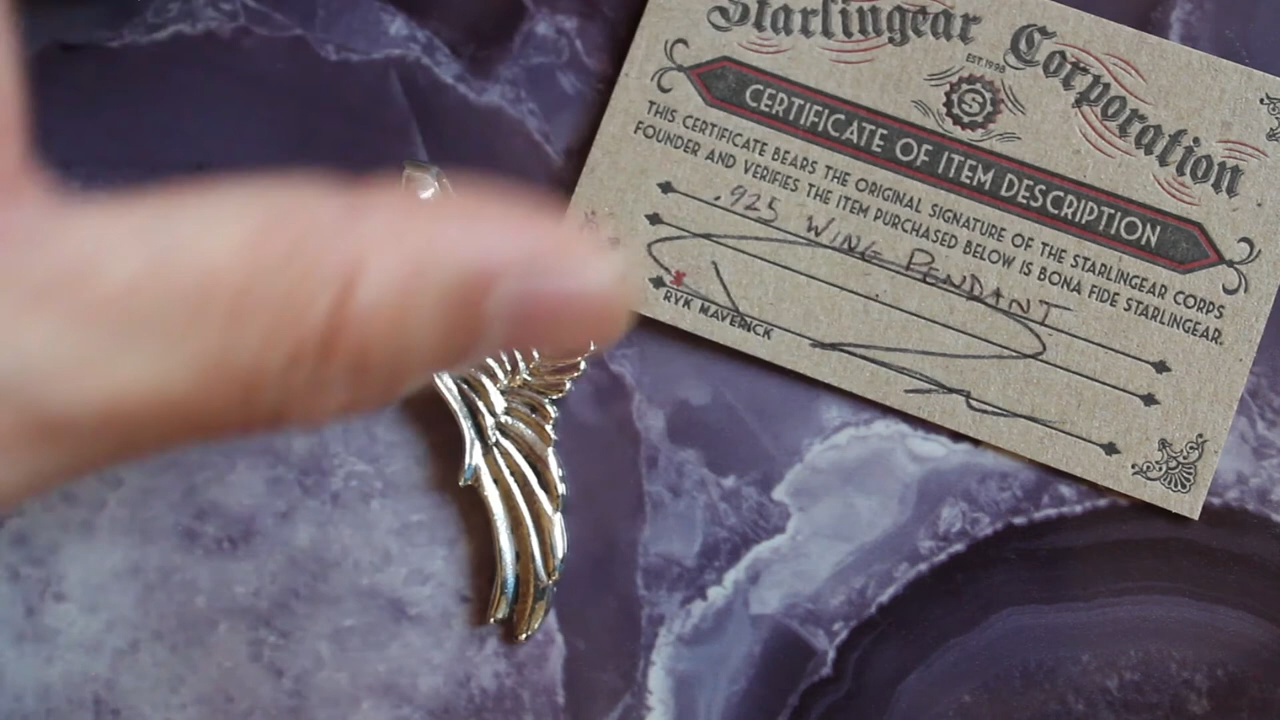 Starlingear Corporation
EST. 1998
S
CERTIFICATE OF ITEM DESCRIPTION
THIS CERTIFICATE BEARS THE ORIGINAL SIGNATURE OF THE STARLINGEAR CORPS
FOUNDER AND VERIFIES THE ITEM PURCHASED BELOW IS BONA FIDE STARLINGEAR.
.925 WING PENDANT
RYK MAVERICK